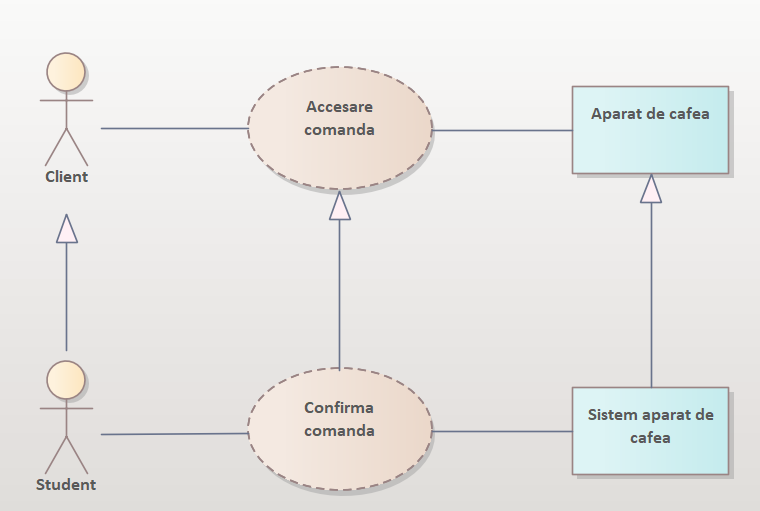 Accesare
comanda
Aparat de cafea
Client
Confirma
comanda
Sistem aparat de
cafea
Student